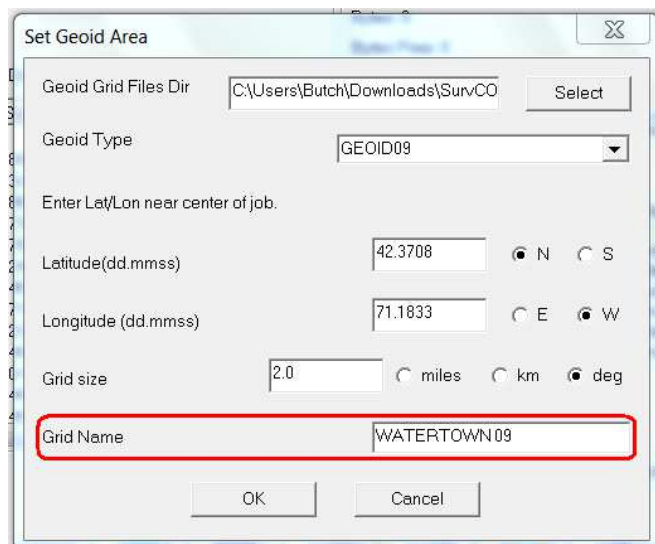 Set Geoid Area
Geoid Grid Files Dir C:\Users\Butch\Downloads\SurvCO Select
Geoid Type GEOID09
Enter Lat/Lon near center of job.
Latitude(dd.mmss) 42.3708 N S
Longitude (dd.mmss) 71.1833 E W
Grid size 2.0 miles km deg
Grid Name WATERTOWN09
OK Cancel